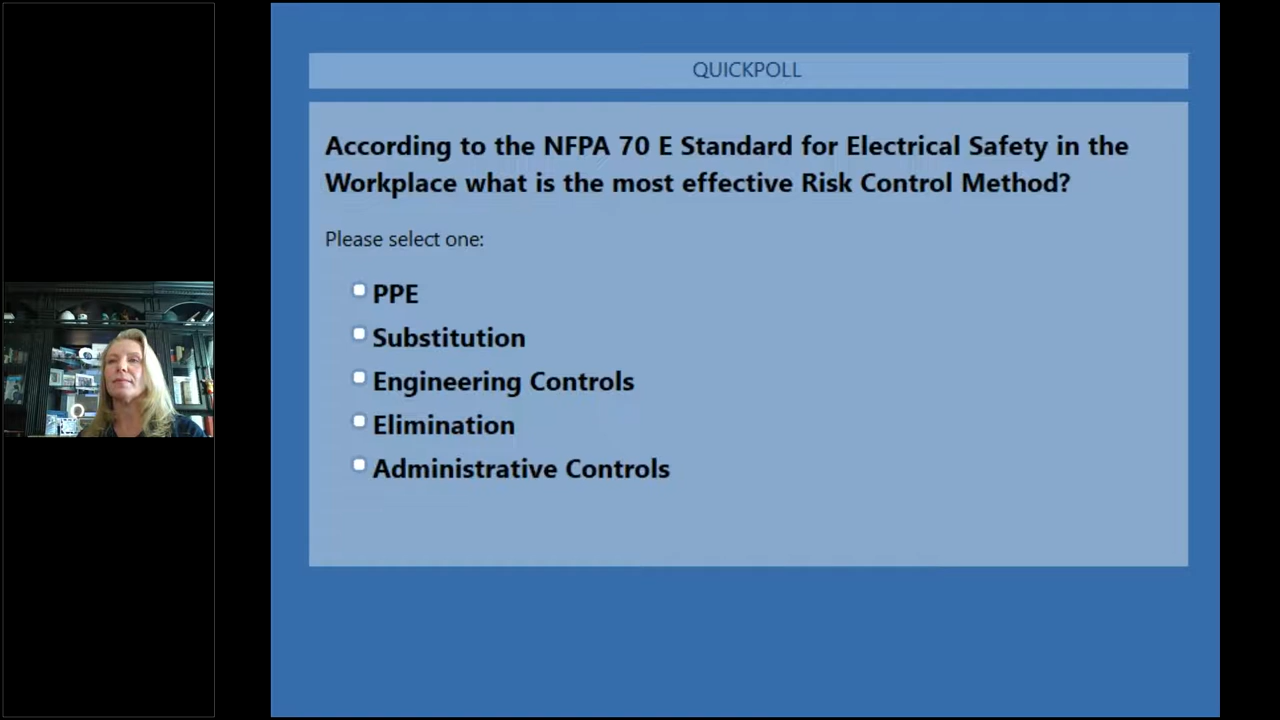 QUICKPOLL
According to the NFPA 70 E Standard for Electrical Safety in the
Workplace what is the most effective Risk Control Method?
Please select one:
PPE
Substitution
Engineering Controls
Elimination
Administrative Controls